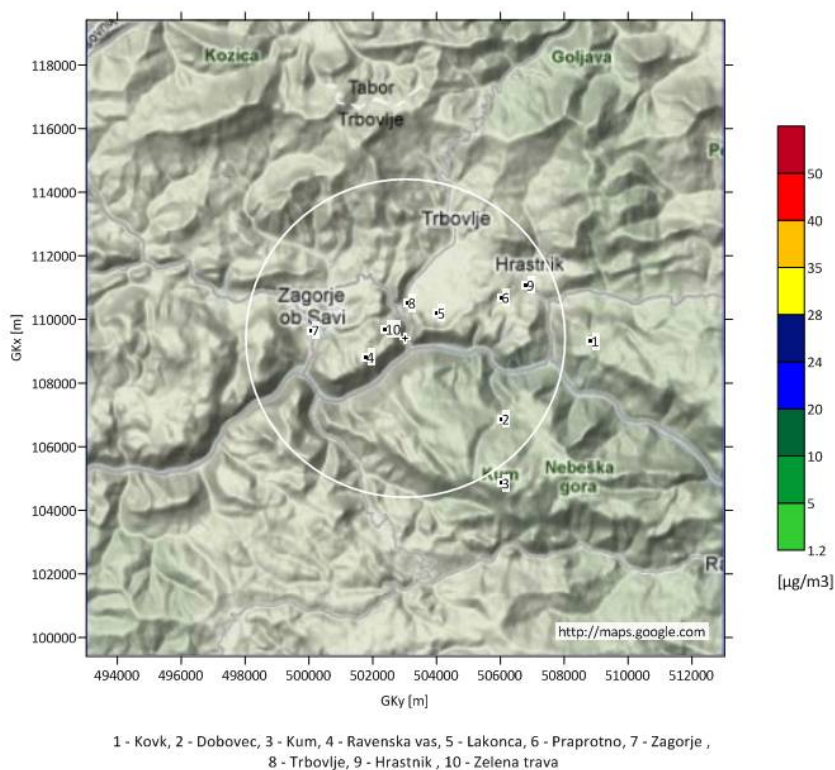 118000
116000
114000
112000
110000
108000
106000
104000
102000
100000
GKx [m]
Kozica
Goljava
Tabor
Trbovlje
Trbovlje
Hrastnik
Zagorje
ob Savi
9
6
8
5
10
7
1
4
2
Kum
Nebeška
gora
3
http://maps.google.com
494000 496000 498000 500000 502000 504000 506000 508000 510000 512000
GKy [m]
50
40
35
28
24
20
10
5
1.2
[µg/m3]
1 - Kovk, 2 - Dobovec, 3 - Kum, 4 - Ravenska vas, 5 - Lakonca, 6 - Praprotno, 7 - Zagorje ,
8 - Trbovlje, 9 - Hrastnik , 10 - Zelena trava